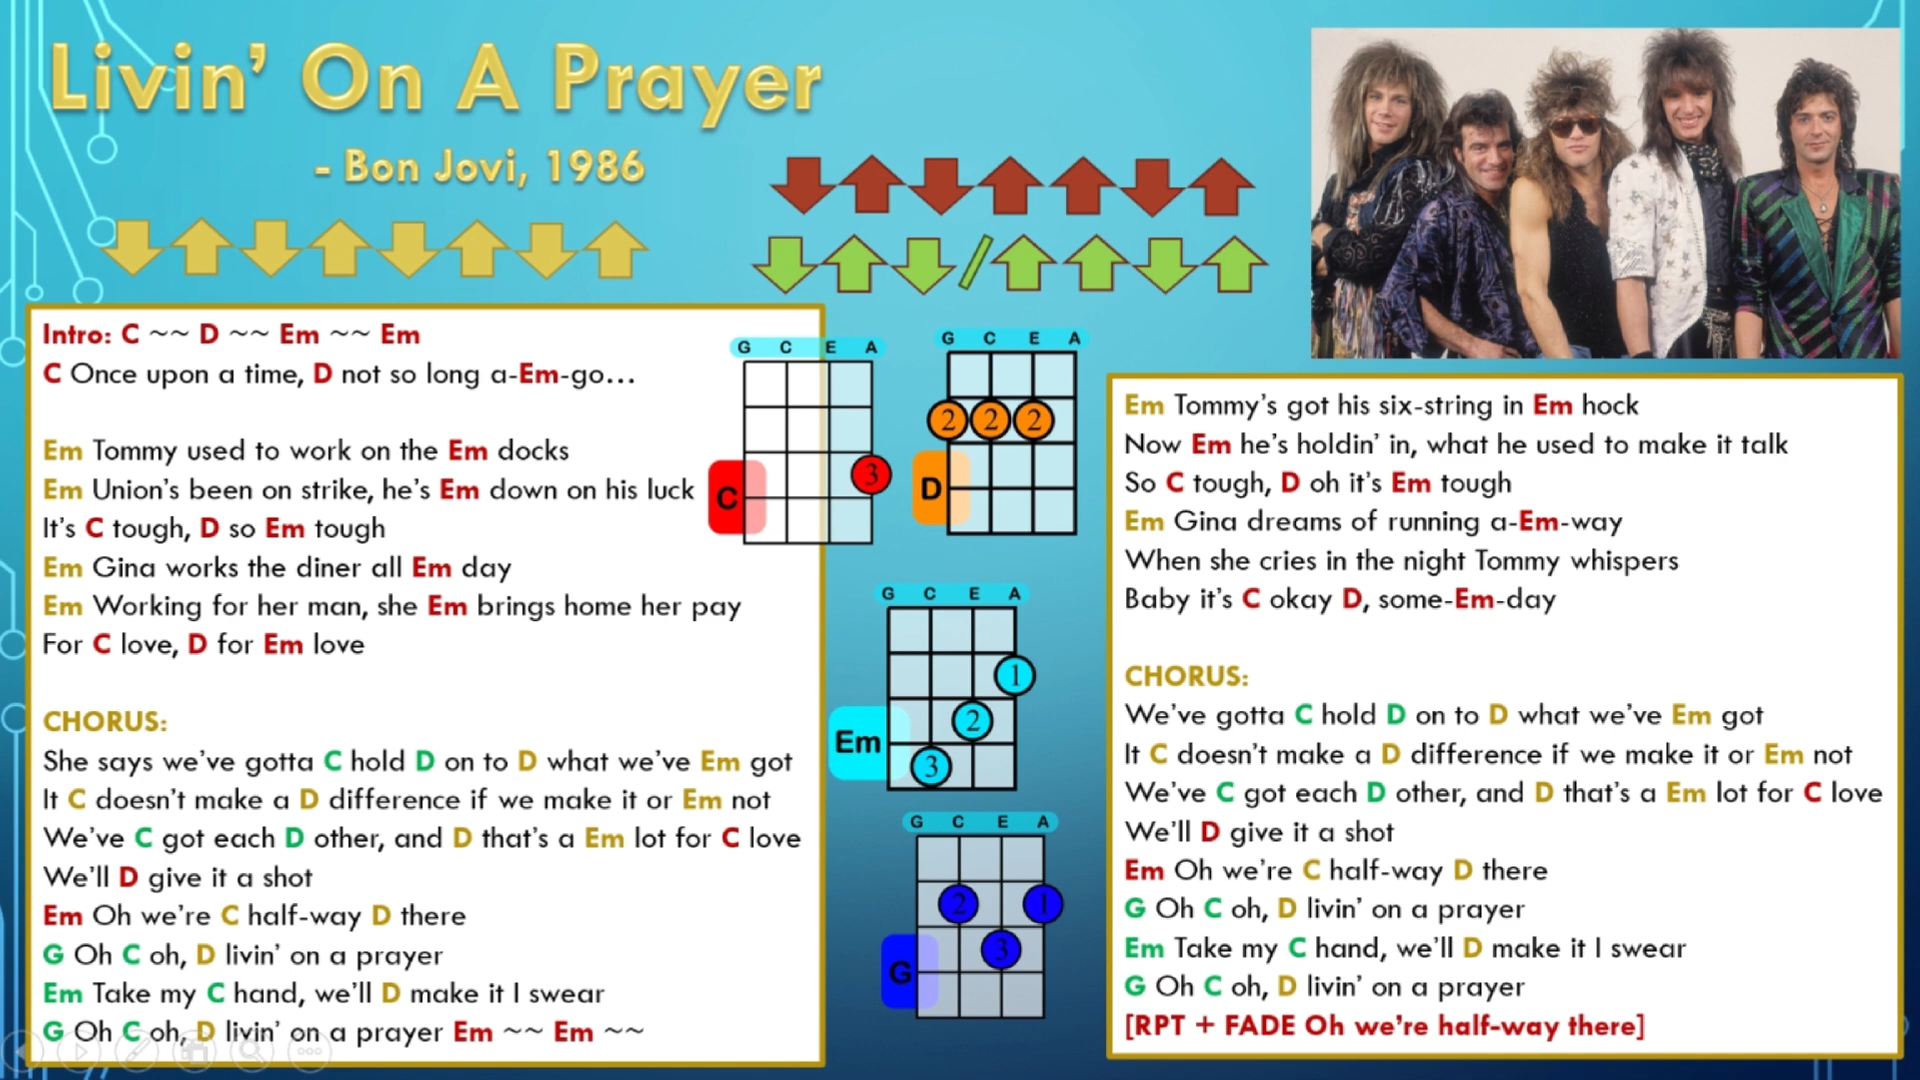 Livin' On A Prayer
- Bon Jovi, 1986
Intro: C ~~ D ~~ Em ~~ Em
C Once upon a time, D not so long a-Em-go...
Em Tommy used to work on the Em docks
Em Union's been on strike, he's Em down on his luck
It's C tough, D so Em tough
Em Gina works the diner all Em day
Em Working for her man, she Em brings home her pay
For C love, D for Em love
CHORUS:
She says we've gotta C hold D on to D what we've Em got
It C doesn't make a D difference if we make it or Em not
We've C got each D other, and D that's a Em lot for C love
We'll D give it a shot
Em Oh we're C half-way D there
G Oh C oh, D livin' on a prayer
Em Take my C hand, we'll D make it I swear
G Oh C oh, D livin' on a prayer Em ~~ Em ~~
G C E A
3
C
G C E A
2 2 2
D
G C E A
1
2
Em
3
G C E A
2 1
3
G
Em Tommy's got his six-string in Em hock
Now Em he's holdin' in, what he used to make it talk
So C tough, D oh it's Em tough
Em Gina dreams of running a-Em-way
When she cries in the night Tommy whispers
Baby it's C okay D, some-Em-day
CHORUS:
We've gotta C hold D on to D what we've Em got
It C doesn't make a D difference if we make it or Em not
We've C got each D other, and D that's a Em lot for C love
We'll D give it a shot
Em Oh we're C half-way D there
G Oh C oh, D livin' on a prayer
Em Take my C hand, we'll D make it I swear
G Oh C oh, D livin' on a prayer
[RPT + FADE Oh we're half-way there]